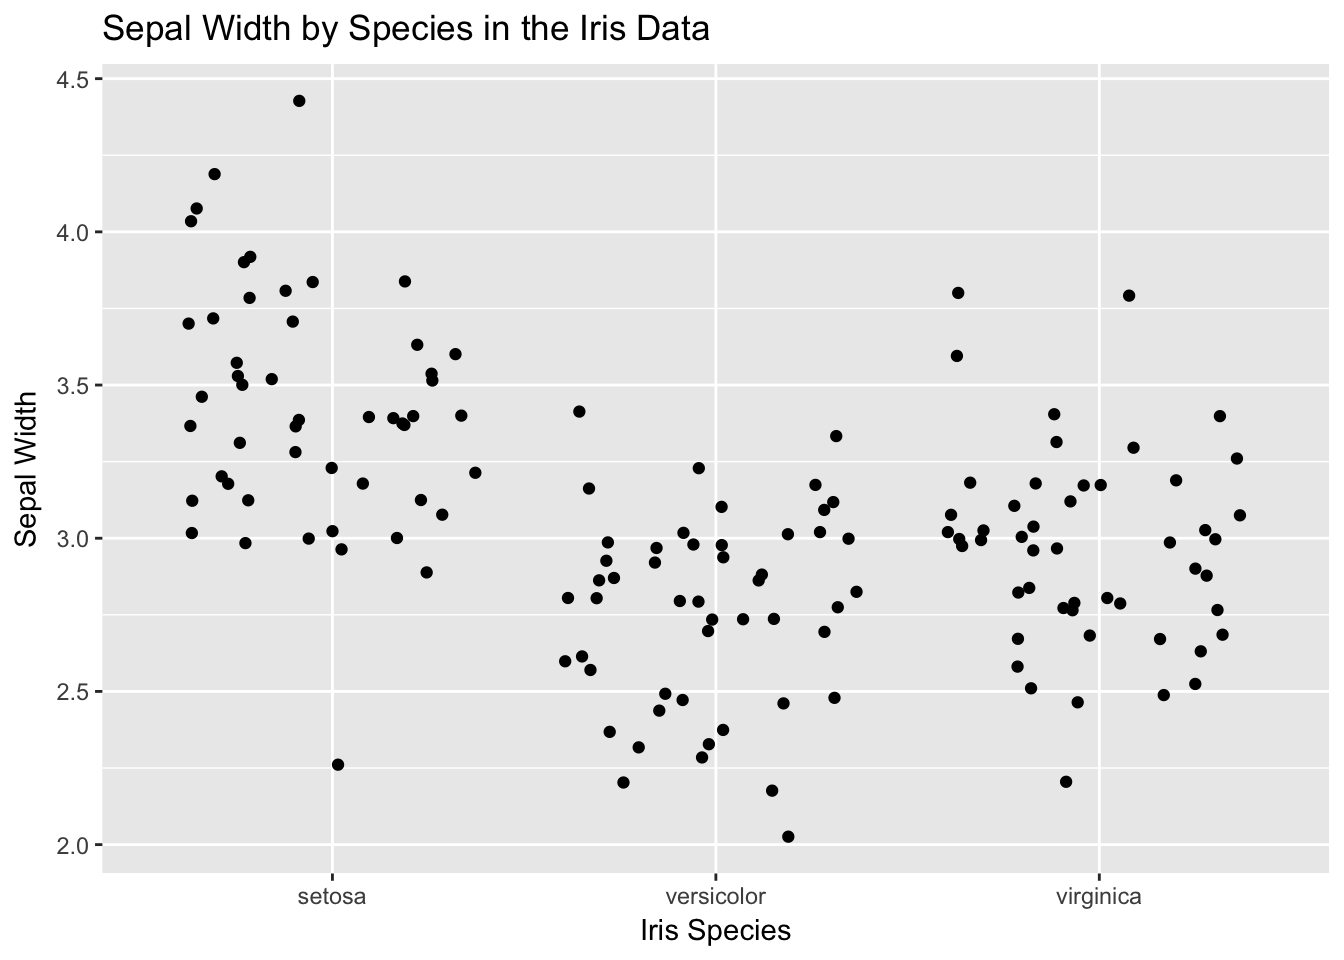 Sepal Width by Species in the Iris Data
4.5
4.0
3.5
3.0
2.5
2.0
Sepal Width
setosa versicolor virginica
Iris Species